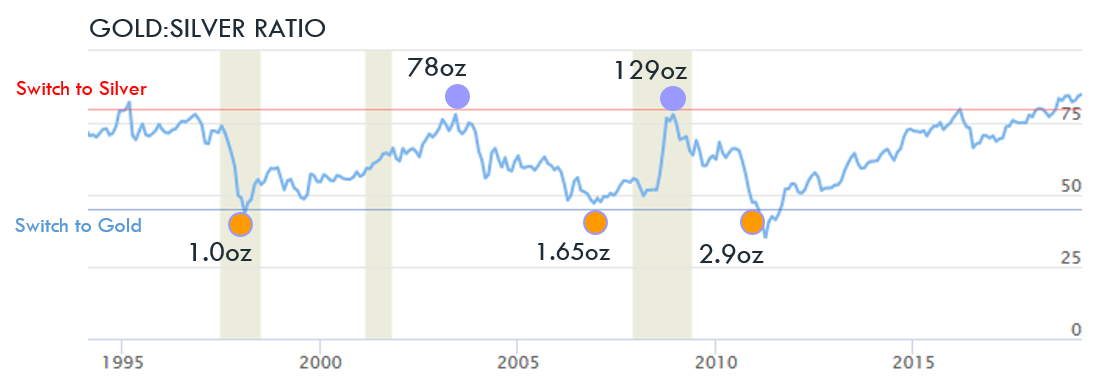 GOLD:SILVER RATIO
78oz
129oz
Switch to Silver
75
50
Switch to Gold
1.0oz
1.65oz
2.9oz
25
0
1995
2000
2005
2010
2015